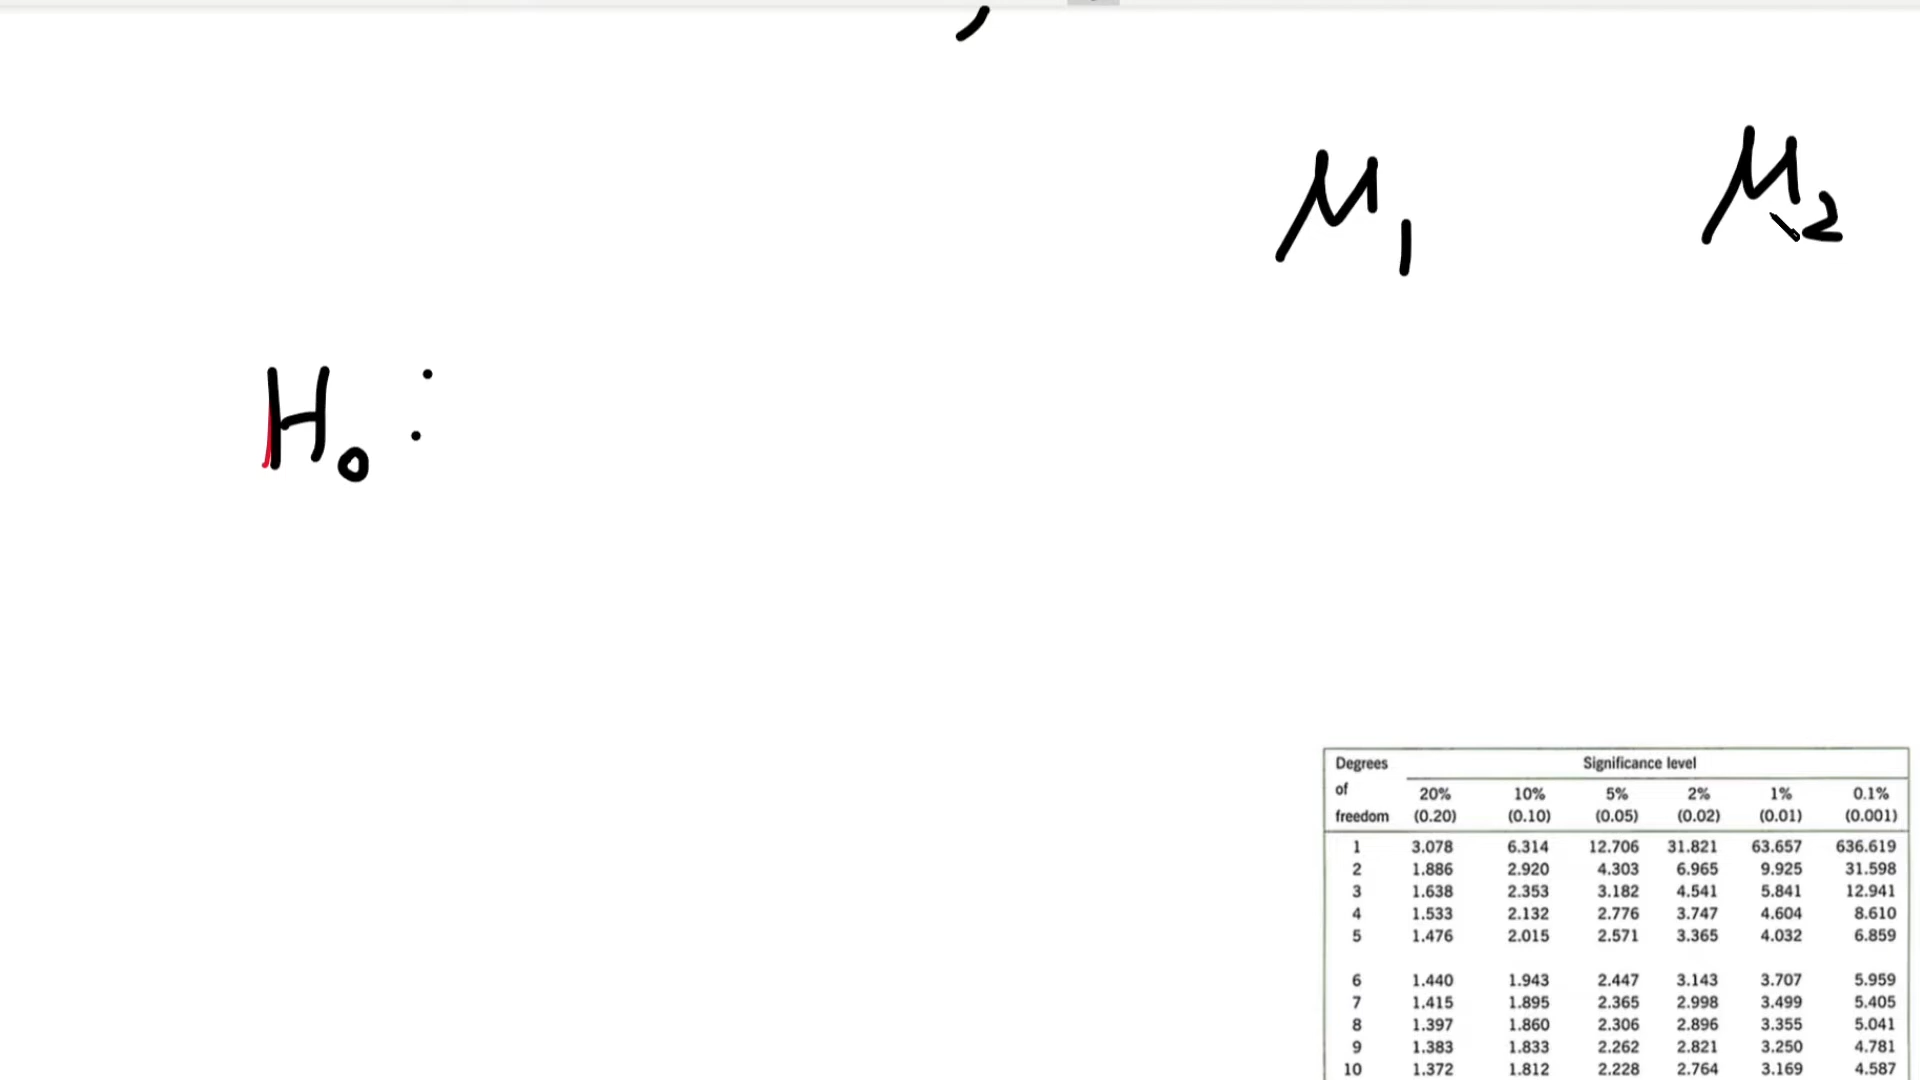 ,
μ₁ μ₂
H₀ :
Degrees of freedom Significance level
20% 10% 5% 2% 1% 0.1%
(0.20) (0.10) (0.05) (0.02) (0.01) (0.001)
1 3.078 6.314 12.706 31.821 63.657 636.619
2 1.886 2.920 4.303 6.965 9.925 31.598
3 1.638 2.353 3.182 4.541 5.841 12.941
4 1.533 2.132 2.776 3.747 4.604 8.610
5 1.476 2.015 2.571 3.365 4.032 6.859
6 1.440 1.943 2.447 3.143 3.707 5.959
7 1.415 1.895 2.365 2.998 3.499 5.405
8 1.397 1.860 2.306 2.896 3.355 5.041
9 1.383 1.833 2.262 2.821 3.250 4.781
10 1.372 1.812 2.228 2.764 3.169 4.587